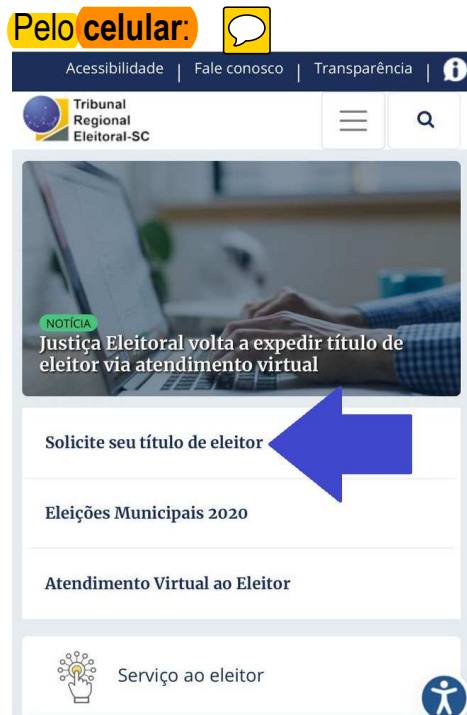 Pelo celular:
Acessibilidade | Fale conosco | Transparência |
Tribunal
Regional
Eleitoral-SC
NOTÍCIA
Justiça Eleitoral volta a expedir título de
eleitor via atendimento virtual
Solicite seu título de eleitor
Eleições Municipais 2020
Atendimento Virtual ao Eleitor
Serviço ao eleitor